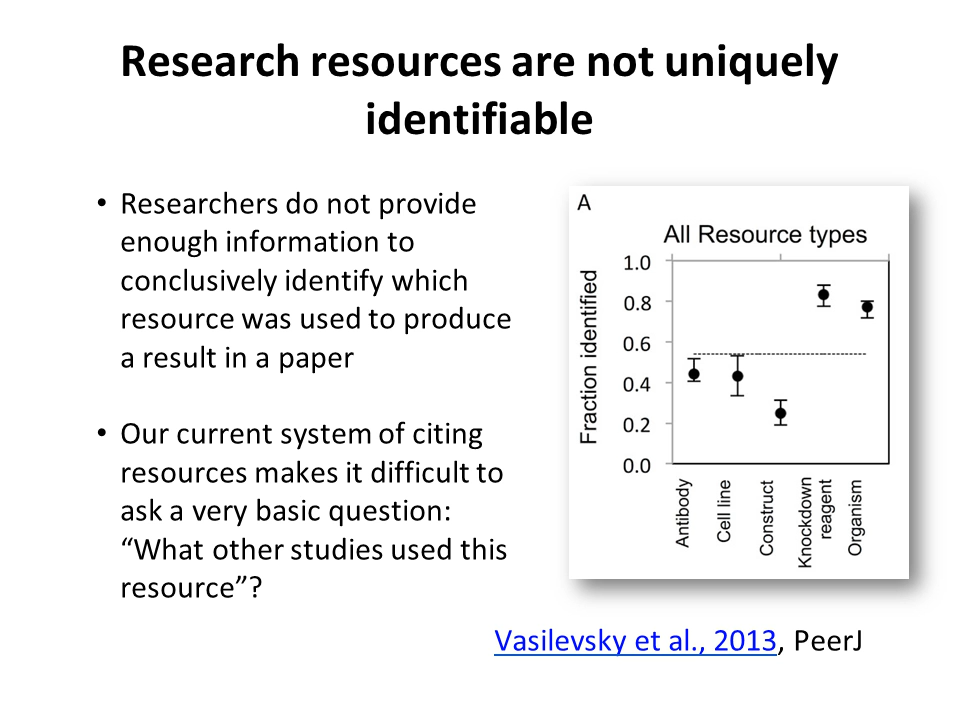 Research resources are not uniquely
identifiable
• Researchers do not provide
enough information to
conclusively identify which
resource was used to produce
a result in a paper
• Our current system of citing
resources makes it difficult to
ask a very basic question:
“What other studies used this
resource”?
A
All Resource types
Fraction identified
1.0
0.8
0.6
0.4
0.2
0.0
Antibody
Cell line
Construct
Knockdown
reagent
Organism
Vasilevsky et al., 2013, PeerJ